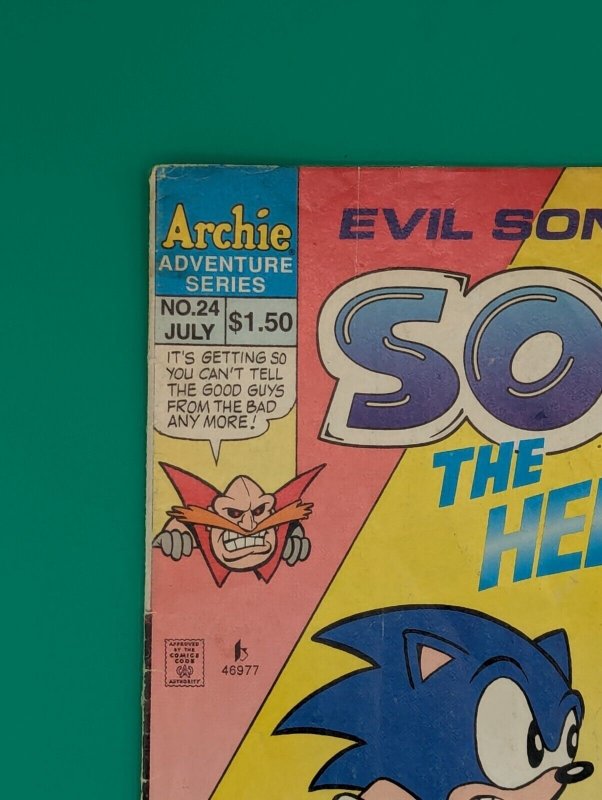 Archie
ADVENTURE
SERIES
NO.24
JULY
$1.50
IT'S GETTING SO
YOU CAN'T TELL
THE GOOD GUYS
FROM THE BAD
ANY MORE!
EVIL SON
SO
THE
HE
APPROVED
BY THE
COMICS
CODE
AUTHORITY
46977